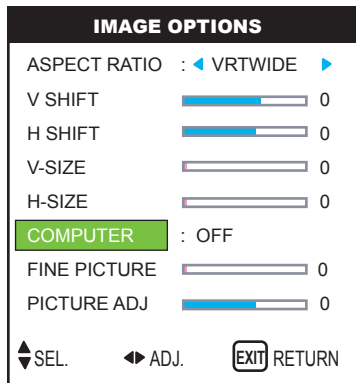 IMAGE OPTIONS
ASPECT RATIO : VRTWIDE
V SHIFT 0
H SHIFT 0
V-SIZE 0
H-SIZE 0
COMPUTER : OFF
FINE PICTURE 0
PICTURE ADJ 0
SEL. ADJ. EXIT RETURN